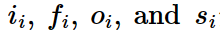 i_i, f_i, o_i, and s_i